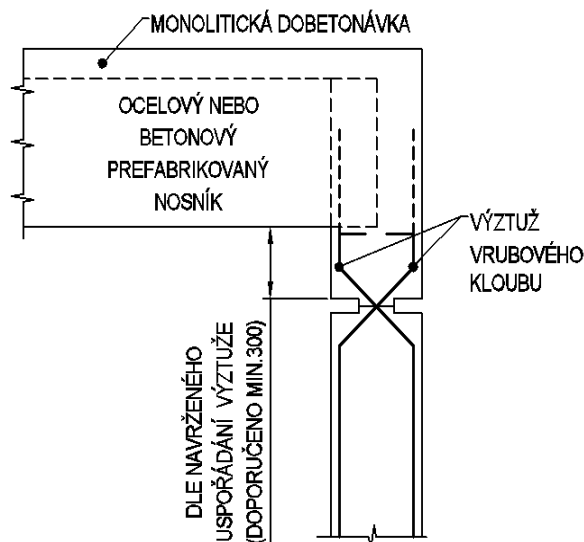 MONOLITICKÁ DOBETONÁVKA
OCELOVÝ NEBO
BETONOVÝ
PREFABRIKOVANÝ
NOSNÍK
VÝZTUŽ
VRUBOVÉHO
KLOUBU
DLE NAVRŽENÉHO
USPOŘÁDÁNÍ VÝZTUŽE
(DOPORUČENO MIN.300)